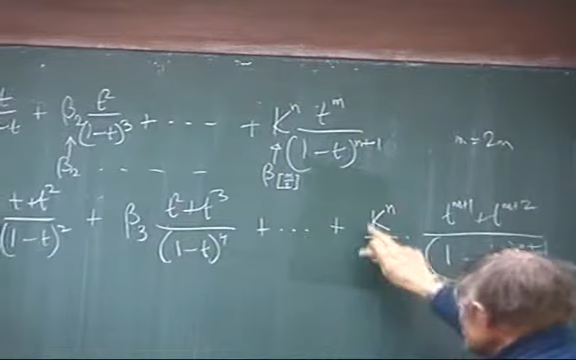 t/(1-t) + β₂ t²/(1-t)³ + ⋯ + Kⁿ tᵐ/(1-t)ⁿ⁺¹ n=2m
β₂ - - - - β[n/2]
t+t²/(1-t)² + β₃ t²+t³/(1-t)⁴ + ⋯ + Kⁿ tᵐ⁺¹+tᵐ⁺²/(1-